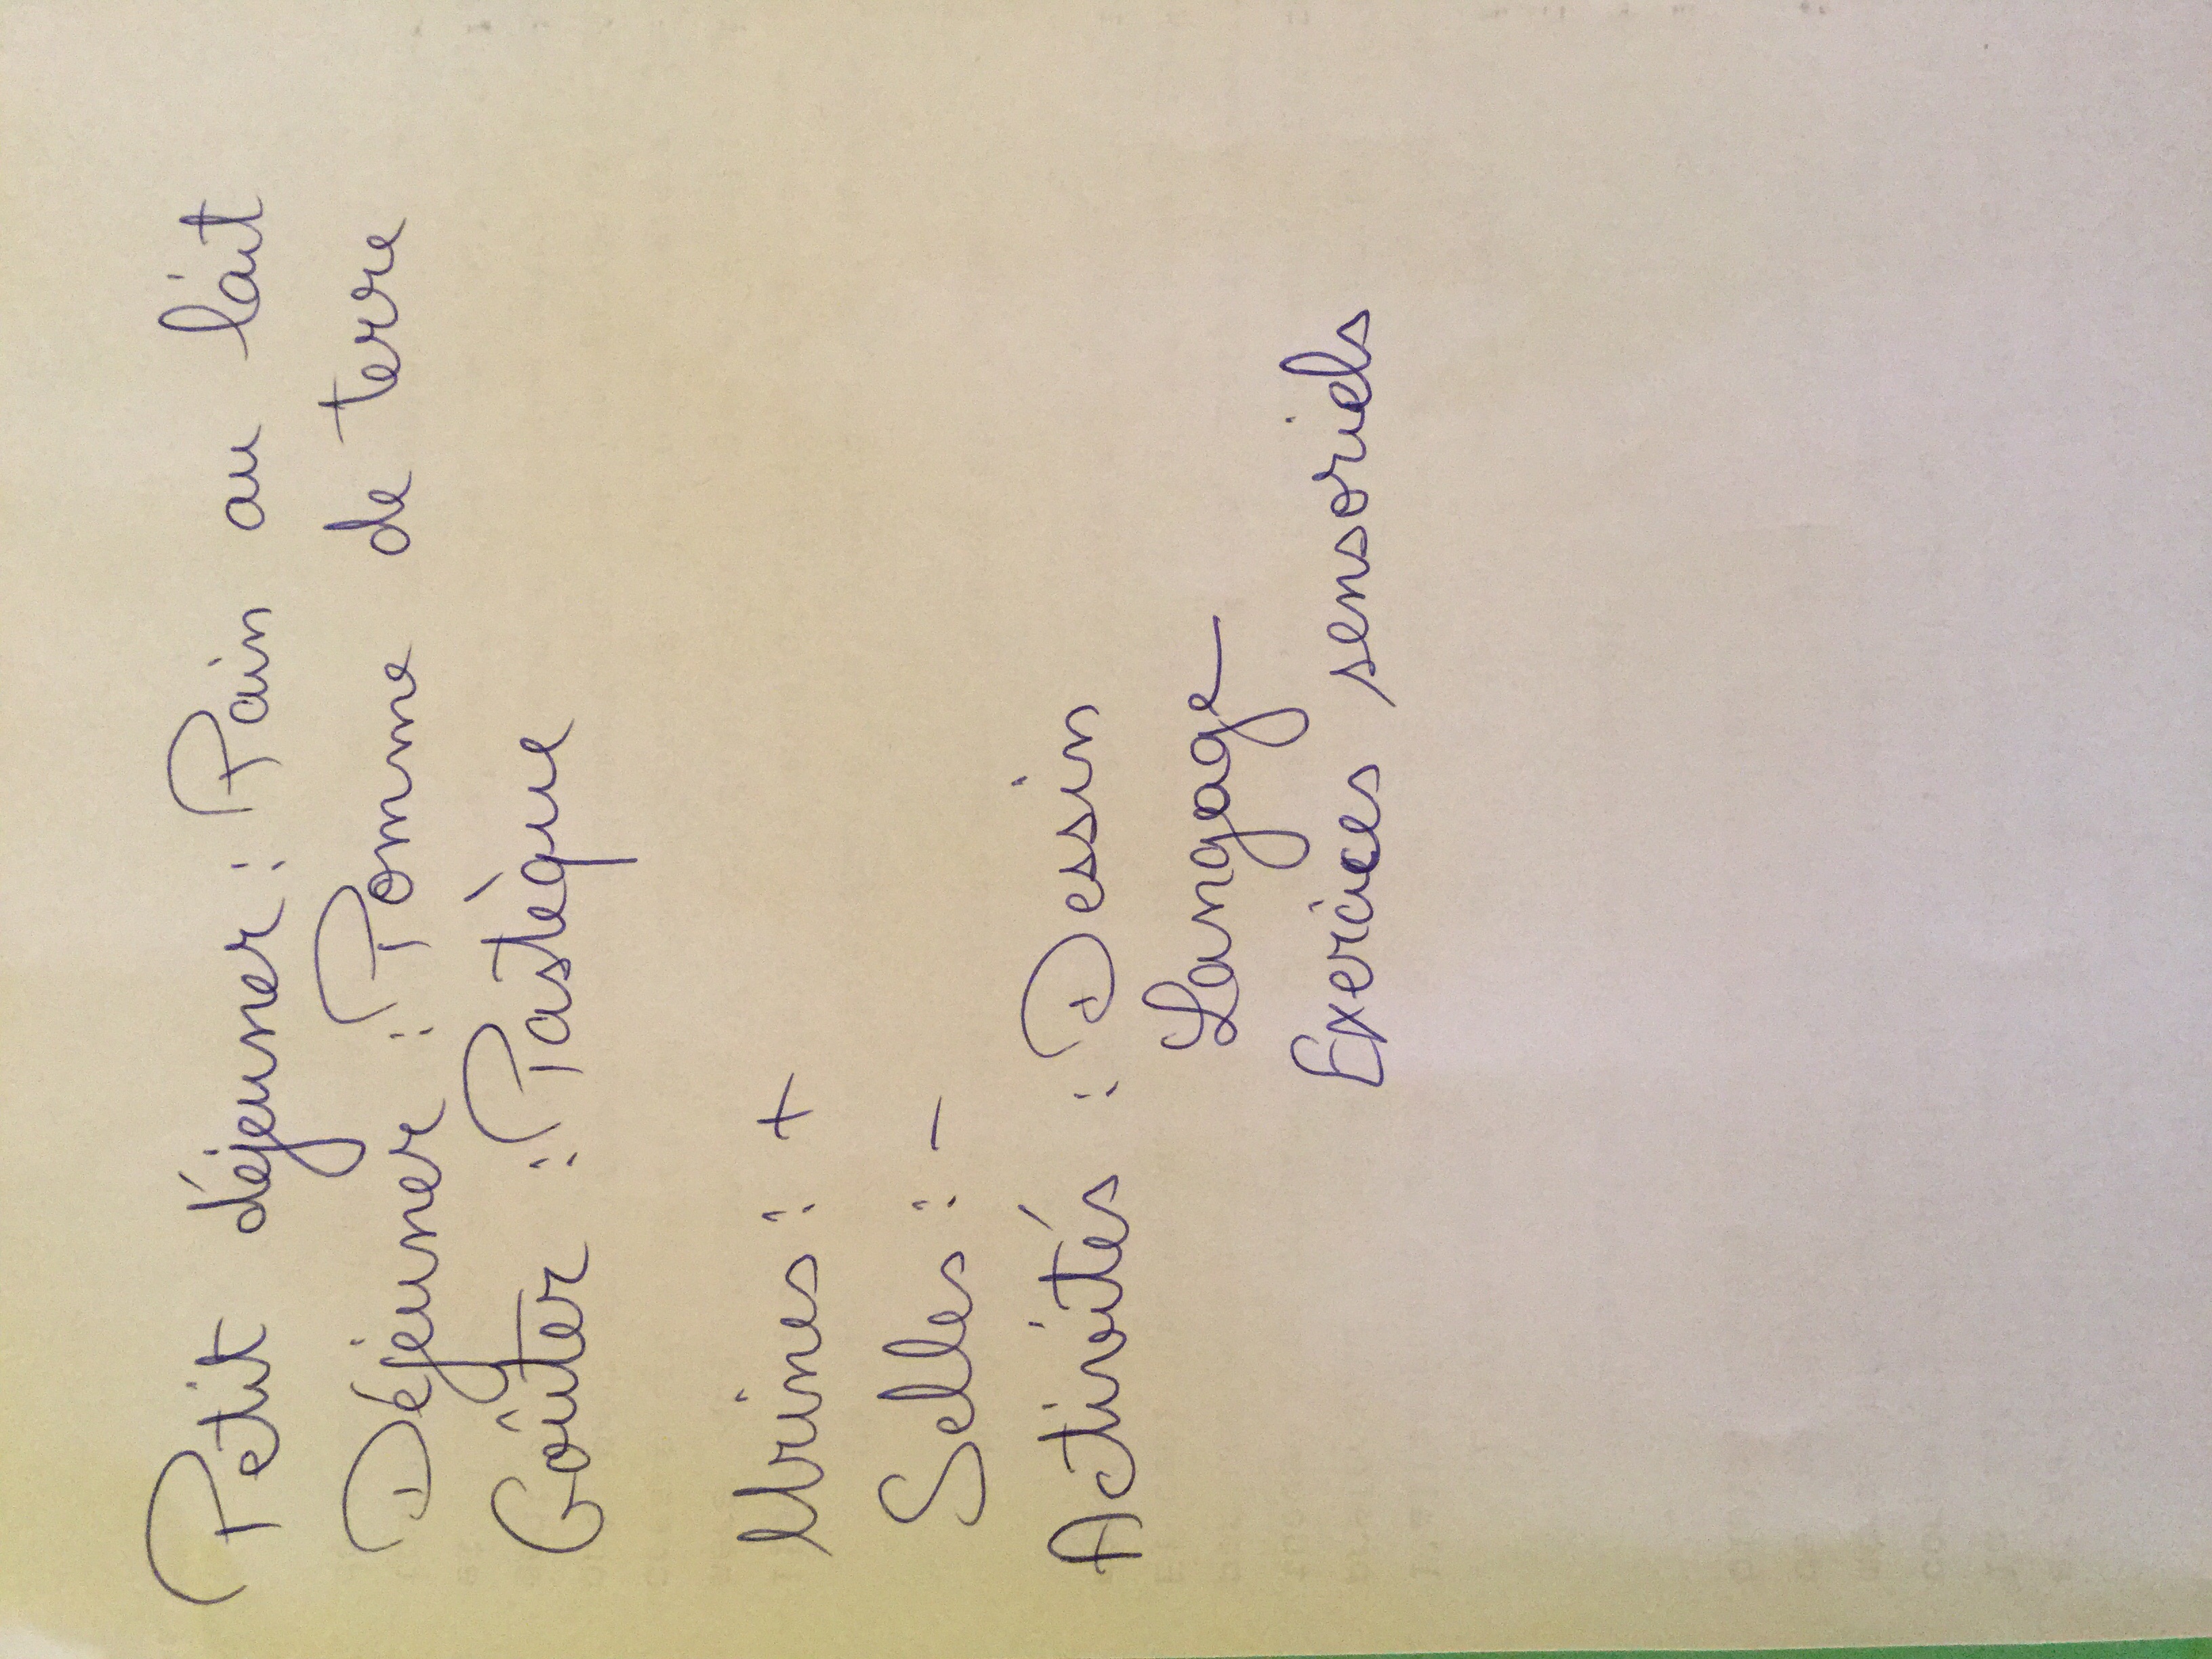 Petit déjeuner : Pain au lait
Déjeuner : Pomme de terre
Goûter : Pastèque
Urines : +
Selles : -
Activités : Dessin
Langage
Exercices sensoriels